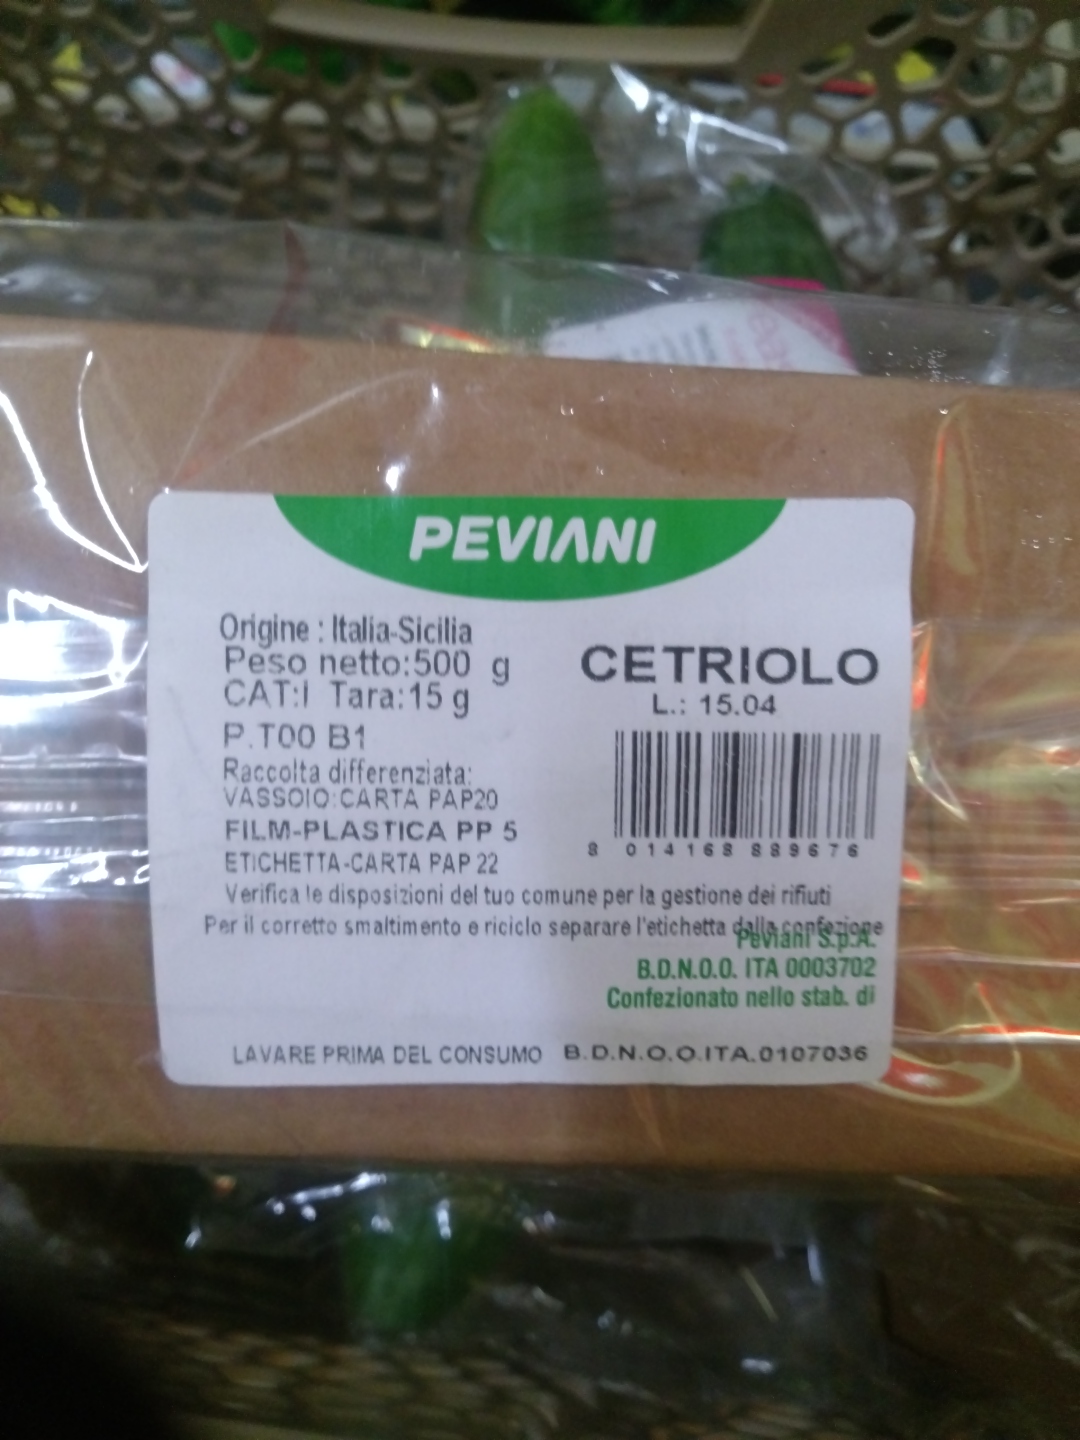 PEVIANI
Origine : Italia-Sicilia
Peso netto:500 g
CAT:I Tara:15 g
P.T00 B1
Raccolta differenziata:
VASSOIO:CARTA PAP20
FILM-PLASTICA PP 5
ETICHETTA-CARTA PAP 22
CETRIOLO
L.: 15.04
8 014168 889676
Verifica le disposizioni del tuo comune per la gestione dei rifiuti
Per il corretto smaltimento e riciclo separare l'etichetta dalla confezione
Peviani S.p.A.
B.D.N.O.O. ITA 0003702
Confezionato nello stab. di
LAVARE PRIMA DEL CONSUMO B.D.N.O.O.ITA.0107036